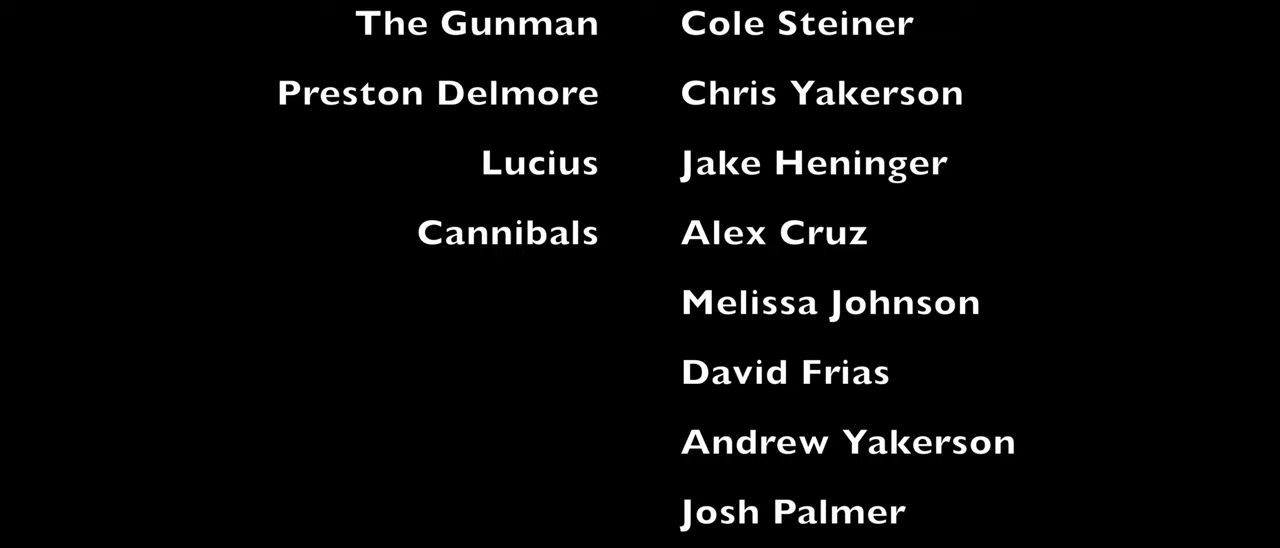 The Gunman Cole Steiner
Preston Delmore Chris Yakerson
Lucius Jake Heninger
Cannibals Alex Cruz
Melissa Johnson
David Frias
Andrew Yakerson
Josh Palmer